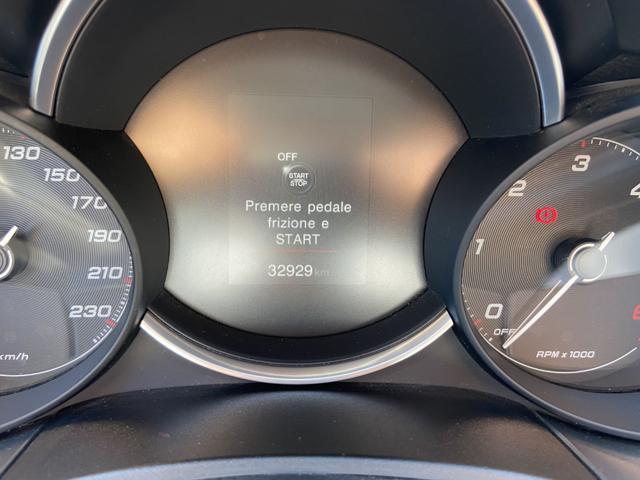 130
150
170
190
210
230
km/h
OFF
START
STOP
Premere pedale
frizione e
START
32929 km
0
1
2
3
4
OFF
RPM x 1000